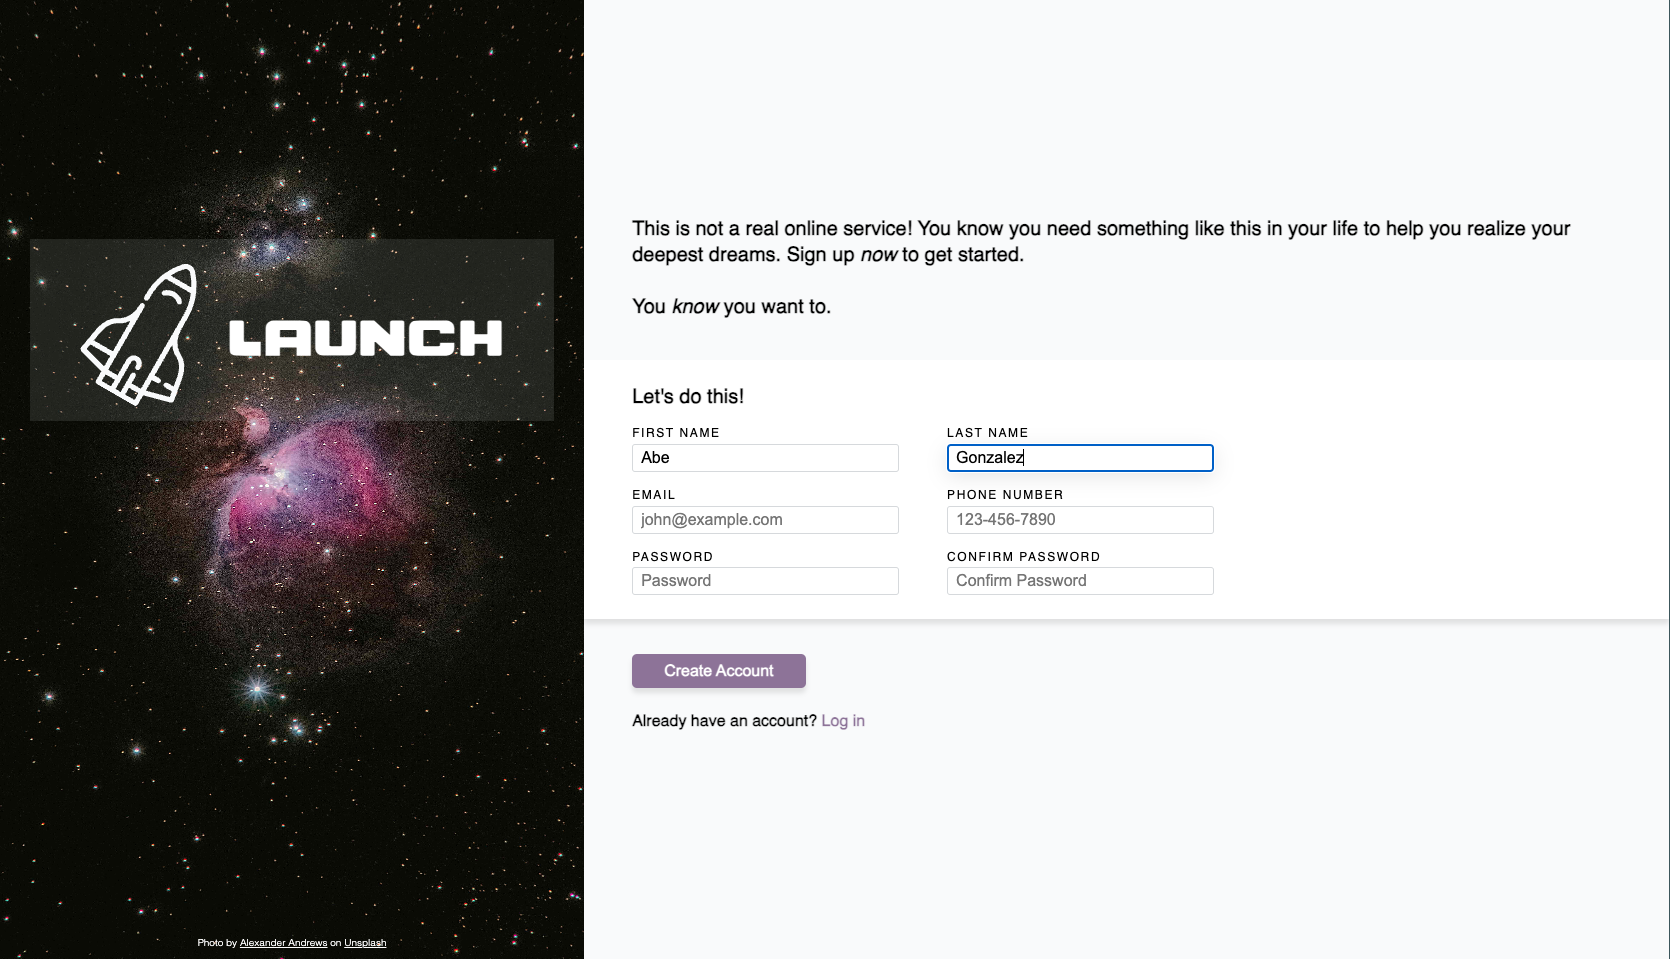 LAUNCH
Photo by Alexander Andrews on Unsplash
This is not a real online service! You know you need something like this in your life to help you realize your
deepest dreams. Sign up now to get started.
You know you want to.
Let's do this!
FIRST NAME
Abe
LAST NAME
Gonzalez
EMAIL
john@example.com
PHONE NUMBER
123-456-7890
PASSWORD
Password
CONFIRM PASSWORD
Confirm Password
Create Account
Already have an account? Log in